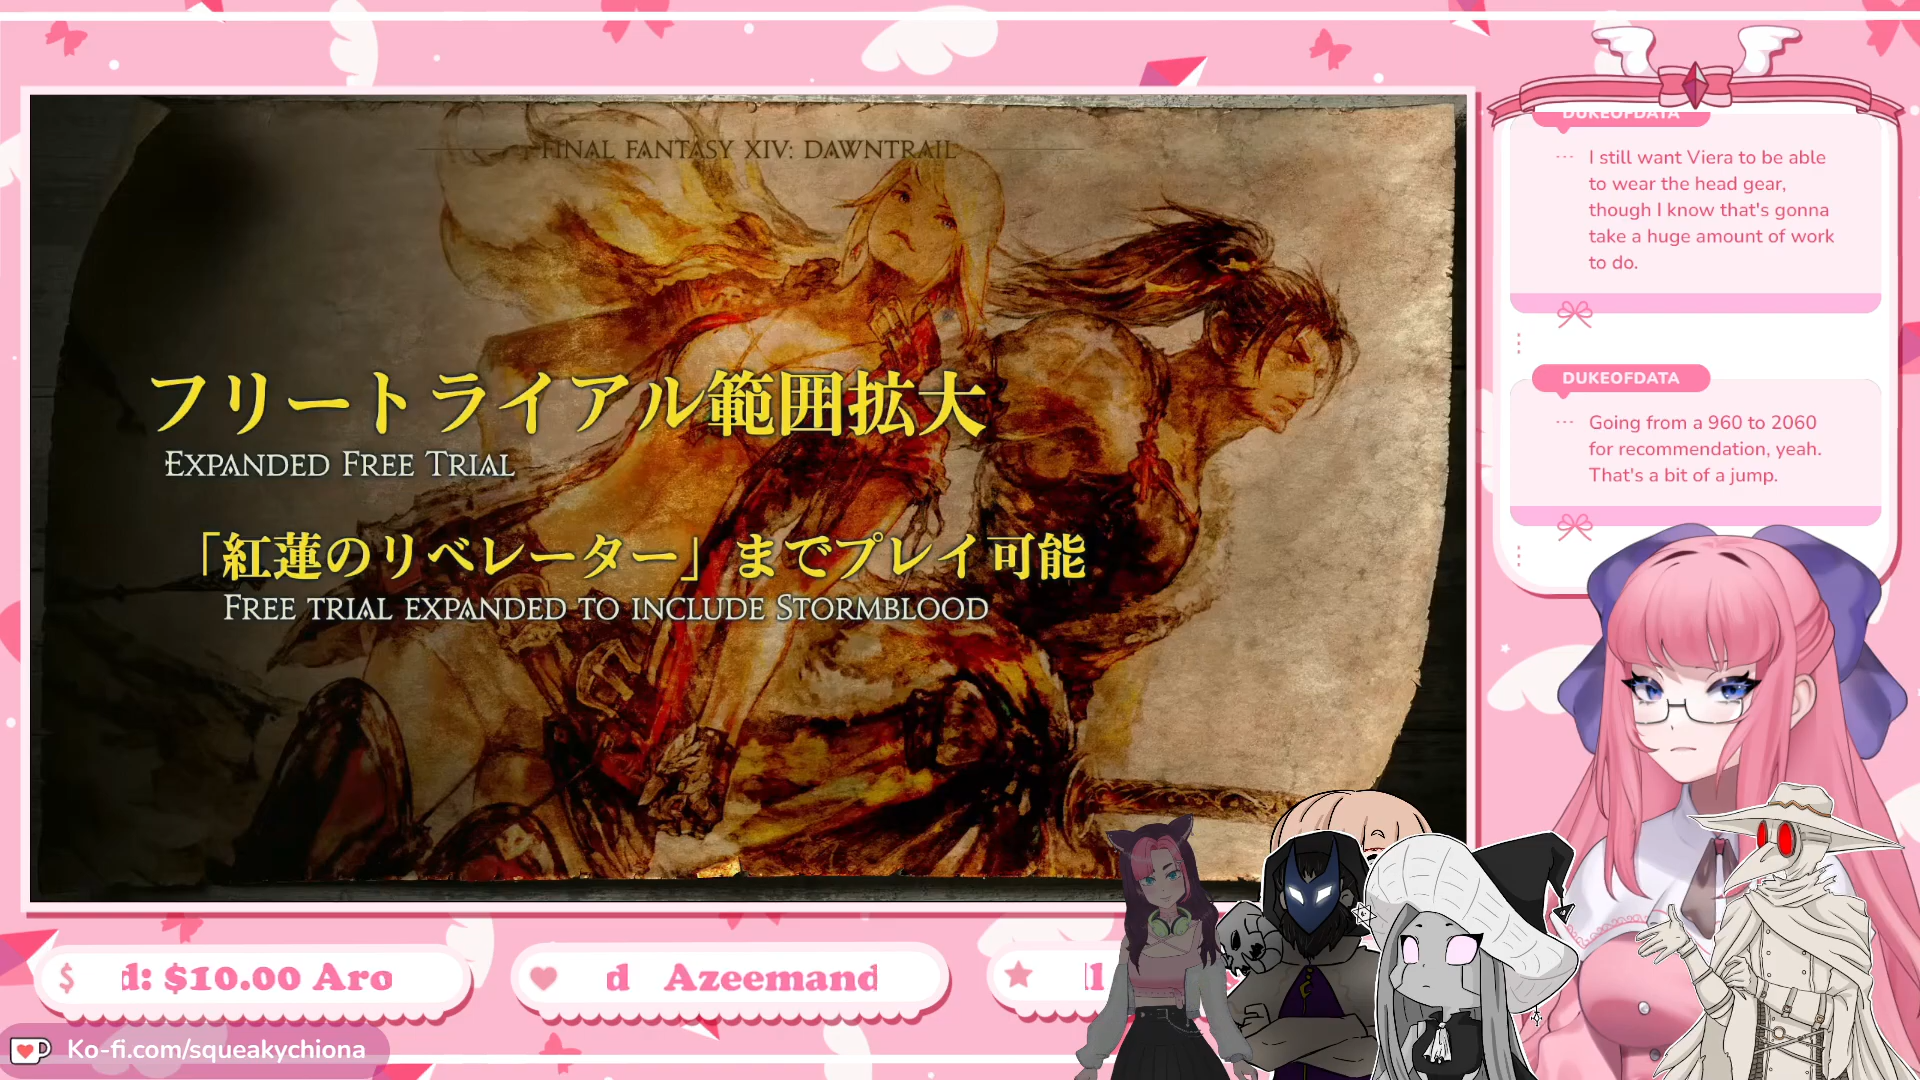 FINAL FANTASY XIV: DAWNTRAIL
フリートライアル範囲拡大
EXPANDED FREE TRIAL
「紅蓮のリベレーター」までプレイ可能
FREE TRIAL EXPANDED TO INCLUDE STORMBLOOD
DUKEOFDATA
I still want Viera to be able
to wear the head gear,
though I know that's gonna
take a huge amount of work
to do.
DUKEOFDATA
Going from a 960 to 2060
for recommendation, yeah.
That's a bit of a jump.
d: $10.00 Aro
d Azeemand
Ko-fi.com/squeakychiona